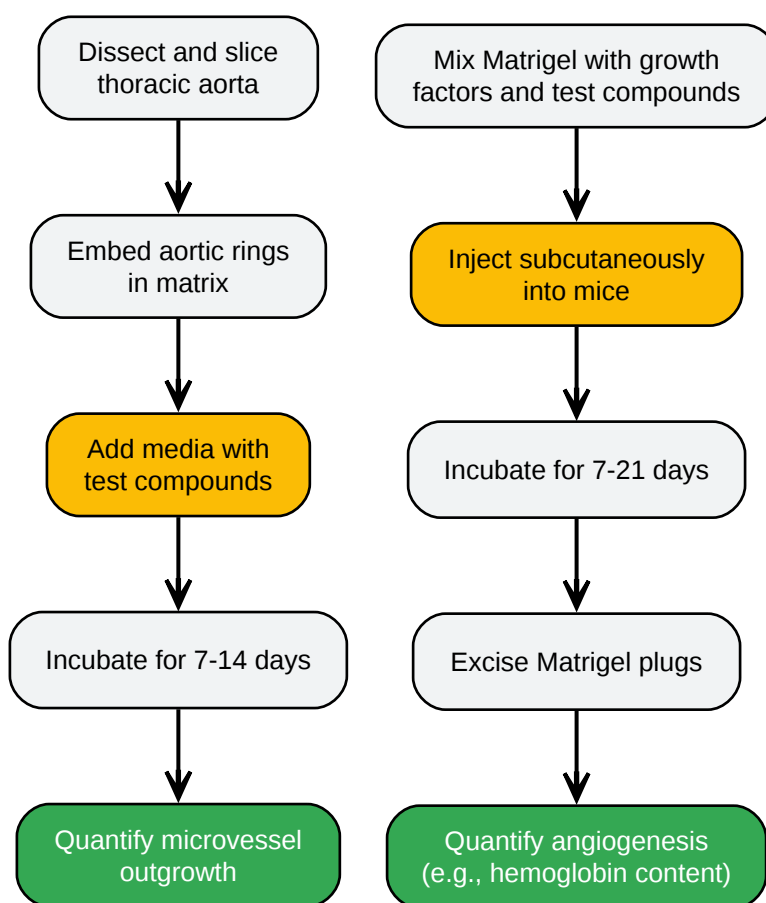 Dissect and slice
thoracic aorta
Embed aortic rings
in matrix
Add media with
test compounds
Incubate for 7-14 days
Quantify microvessel
outgrowth
Mix Matrigel with growth
factors and test compounds
Inject subcutaneously
into mice
Incubate for 7-21 days
Excise Matrigel plugs
Quantify angiogenesis
(e.g., hemoglobin content)